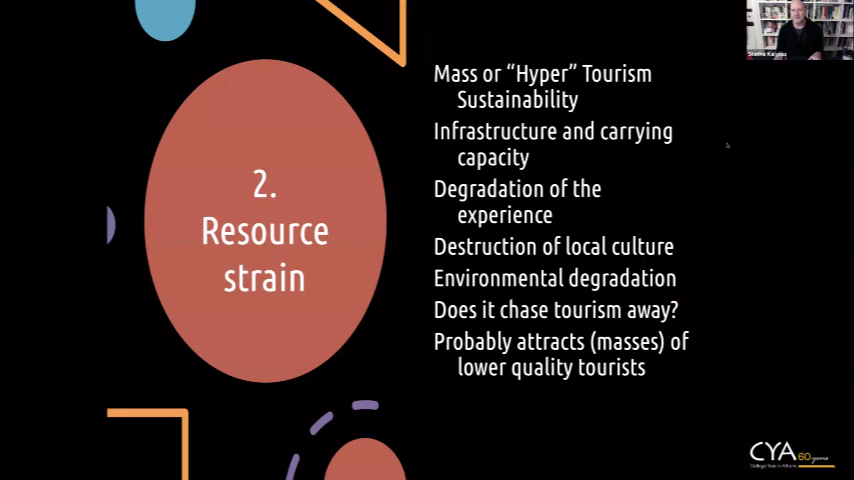 2.
Resource
strain
Mass or “Hyper” Tourism
Sustainability
Infrastructure and carrying
capacity
Degradation of the
experience
Destruction of local culture
Environmental degradation
Does it chase tourism away?
Probably attracts (masses) of
lower quality tourists
CYA 60 years
College Year in Athens